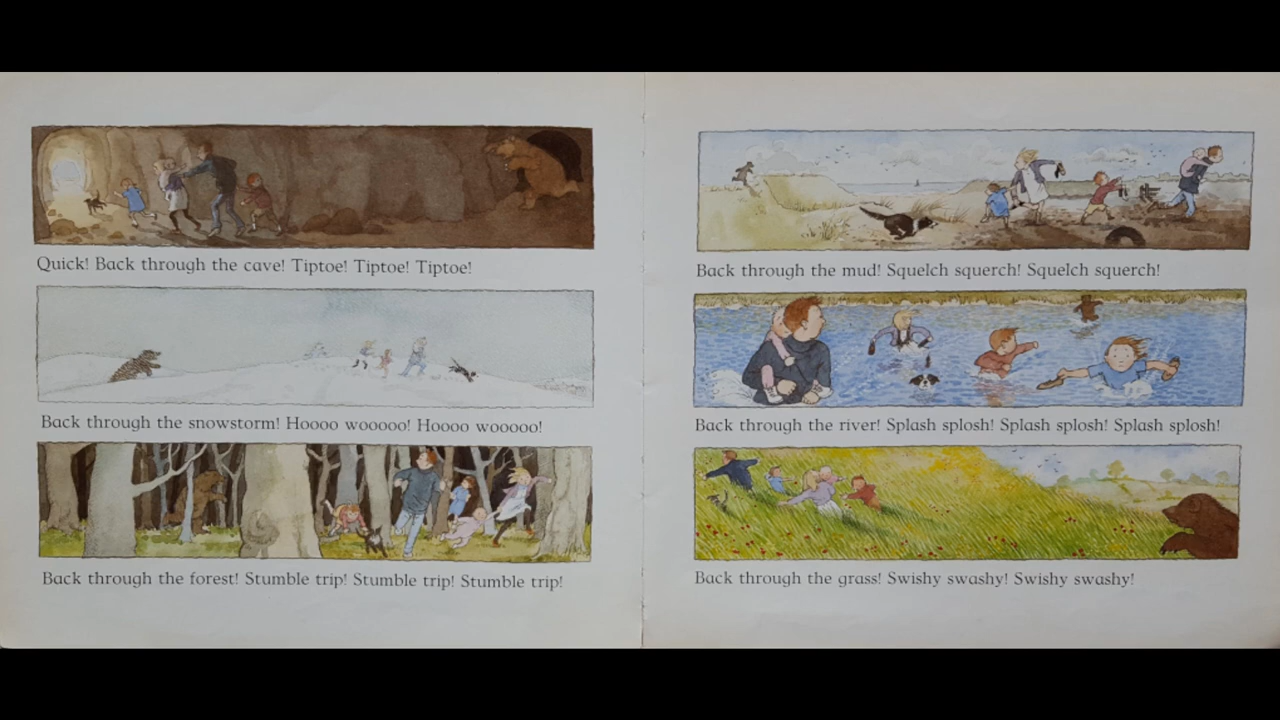 Quick! Back through the cave! Tiptoe! Tiptoe! Tiptoe!
Back through the snowstorm! Hoooo wooooo! Hoooo wooooo!
Back through the forest! Stumble trip! Stumble trip! Stumble trip!
Back through the mud! Squelch squerch! Squelch squerch!
Back through the river! Splash splosh! Splash splosh! Splash splosh!
Back through the grass! Swishy swashy! Swishy swashy!